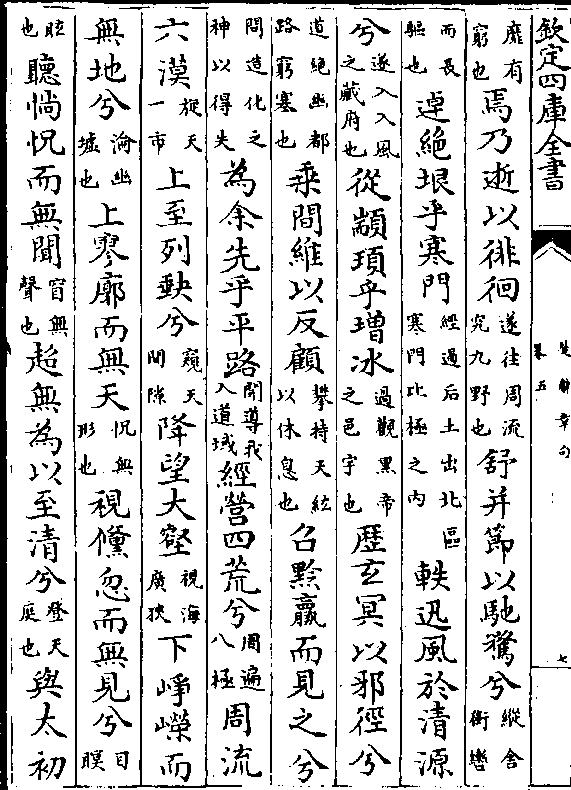 欽定四庫全書
楚辭章句
卷五
七
靡有窮也焉乃逝以徘徊遂往周流究九野也舒并節以馳騖兮縱舍銜轡
而長驅也逴絕垠乎寒門經過后土出北區寒門北極之内軼迅風於清源
兮遂入入風之藏府也從顓頊乎璔冰過觀黑帝之邑宇也歷玄冥以邪徑兮
道絕幽都路窮塞也乘間維以反顧攀持天紘以休息也召黔羸而見之兮
問造化之神以得失為余先乎平路開導我入道域經營四荒兮周遍八極周流
六漠旋天一市上至列缺兮窺天間隙降望大壑視海廣狹下崢嶸而
無地兮淪幽墟也上寥廓而無天怳無形也視儵忽而無見兮目瞑
眩也聽惝怳而無聞窅無聲也超無為以至清兮登天庭也與太初